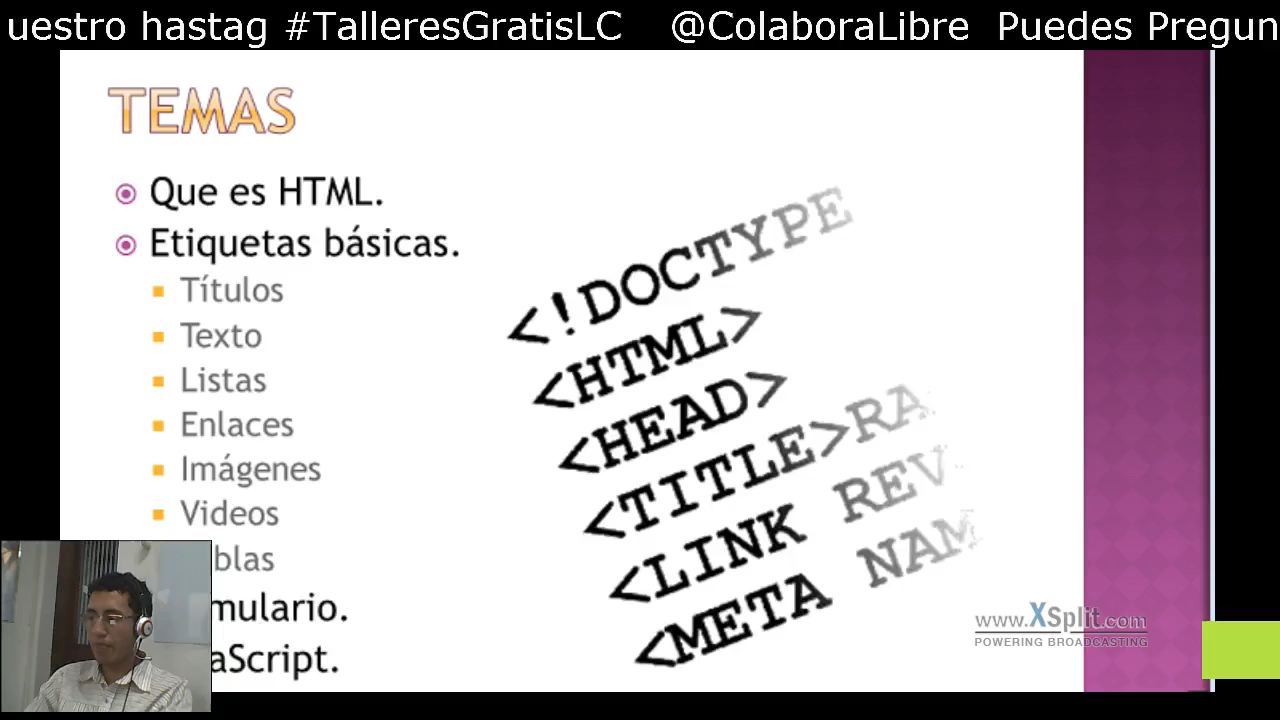 uestro hastag #TalleresGratisLC @ColaboraLibre Puedes Pregun
TEMAS
Que es HTML.
Etiquetas básicas.
Títulos
Texto
Listas
Enlaces
Imágenes
Videos
blas
mulario.
aScript.
<!DOCTYPE
<HTML>
<HEAD>
<TITLE>RA
<LINK REV
<META NAM
www.XSplit.com
POWERING BROADCASTING